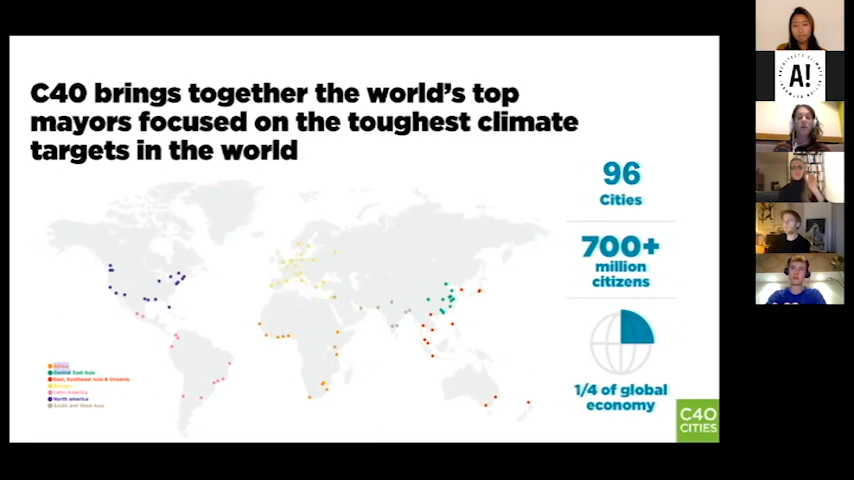 C40 brings together the world's top
mayors focused on the toughest climate
targets in the world
96
Cities
700+
million
citizens
1/4 of global
economy
Africa
Central East Asia
East, Southeast Asia & Oceania
Europe
Latin America
North america
South and West Asia
C40
CITIES
A!